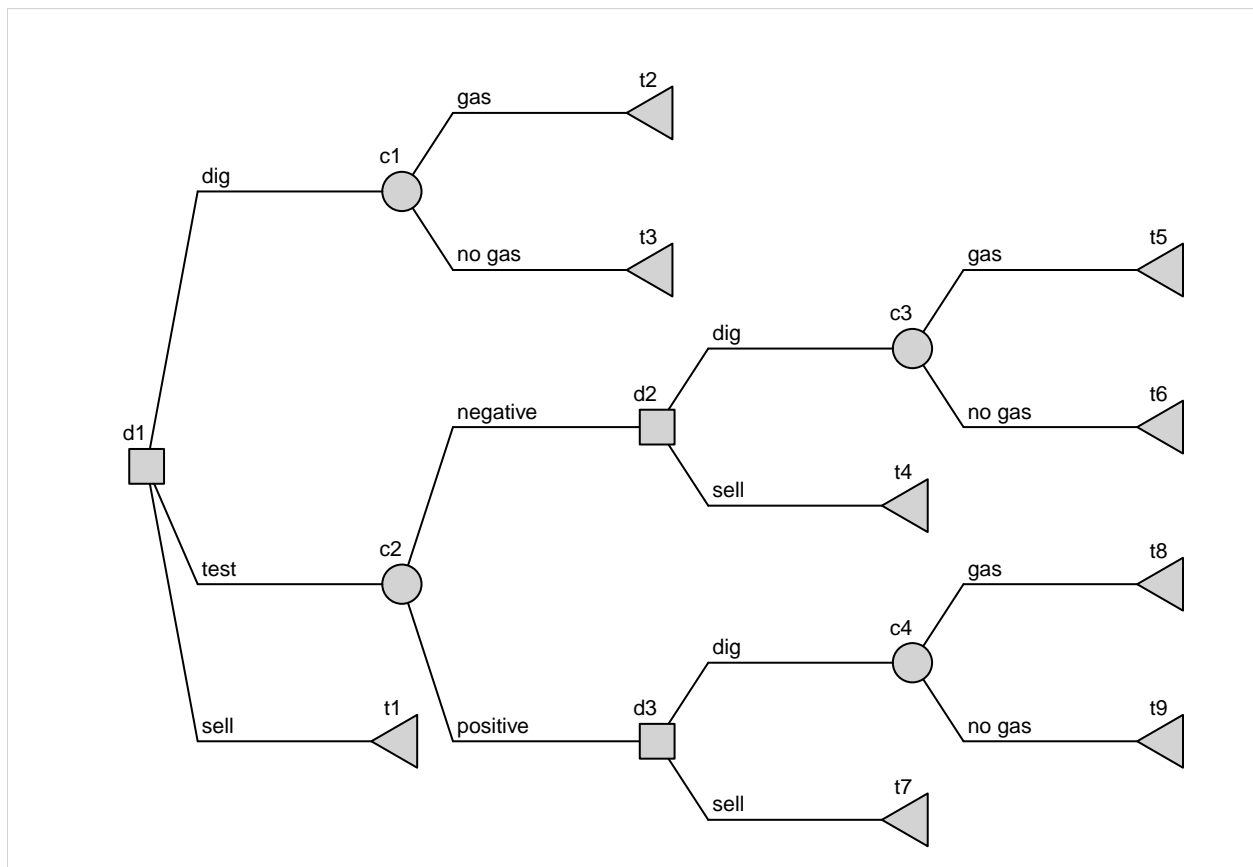 t2
gas
c1
dig
t3
no gas
t5
gas
c3
dig
t6
no gas
d2
negative
d1
t4
sell
c2
test
t8
gas
c4
dig
t9
no gas
d3
positive
t1
sell
t7
sell